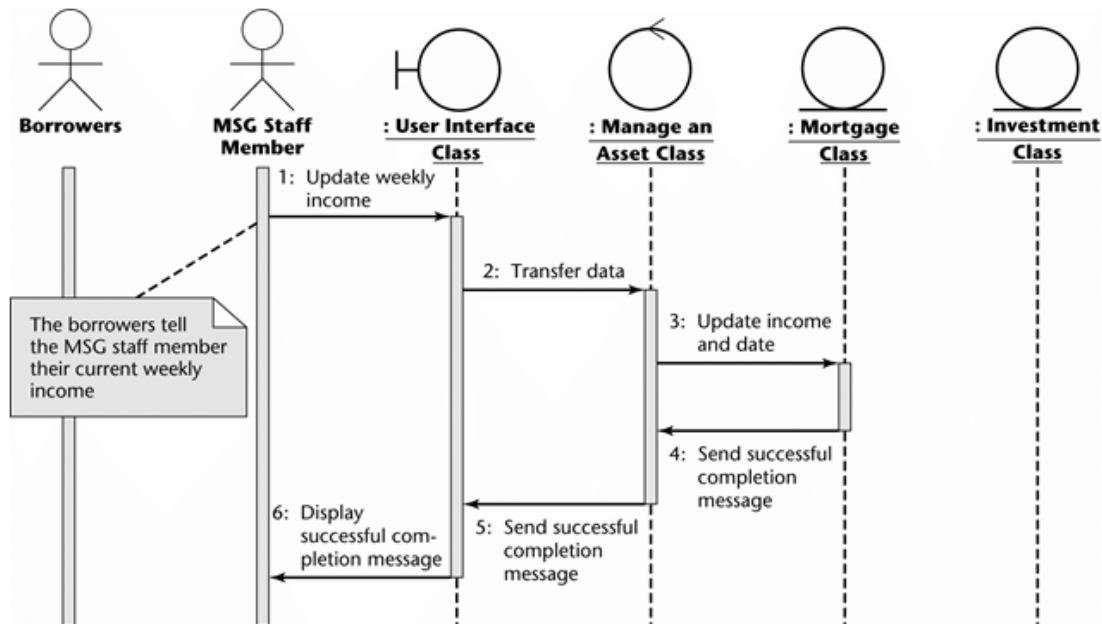 Borrowers
MSG Staff
Member
: User Interface
Class
: Manage an
Asset Class
: Mortgage
Class
: Investment
Class
1: Update weekly
income
2: Transfer data
The borrowers tell
the MSG staff member
their current weekly
income
3: Update income
and date
4: Send successful
completion
message
6: Display
successful com-
pletion message
5: Send successful
completion
message